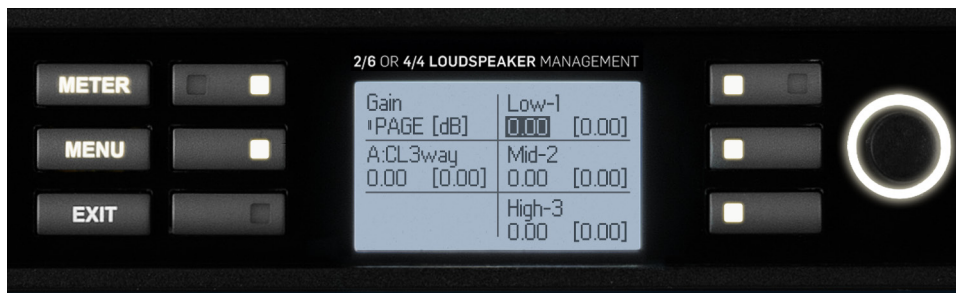 2/6 OR 4/4 LOUDSPEAKER MANAGEMENT
METER
MENU
EXIT
Gain
PAGE [dB]
A:CL3way
0.00 [0.00]
Low-1
0.00 [0.00]
Mid-2
0.00 [0.00]
High-3
0.00 [0.00]